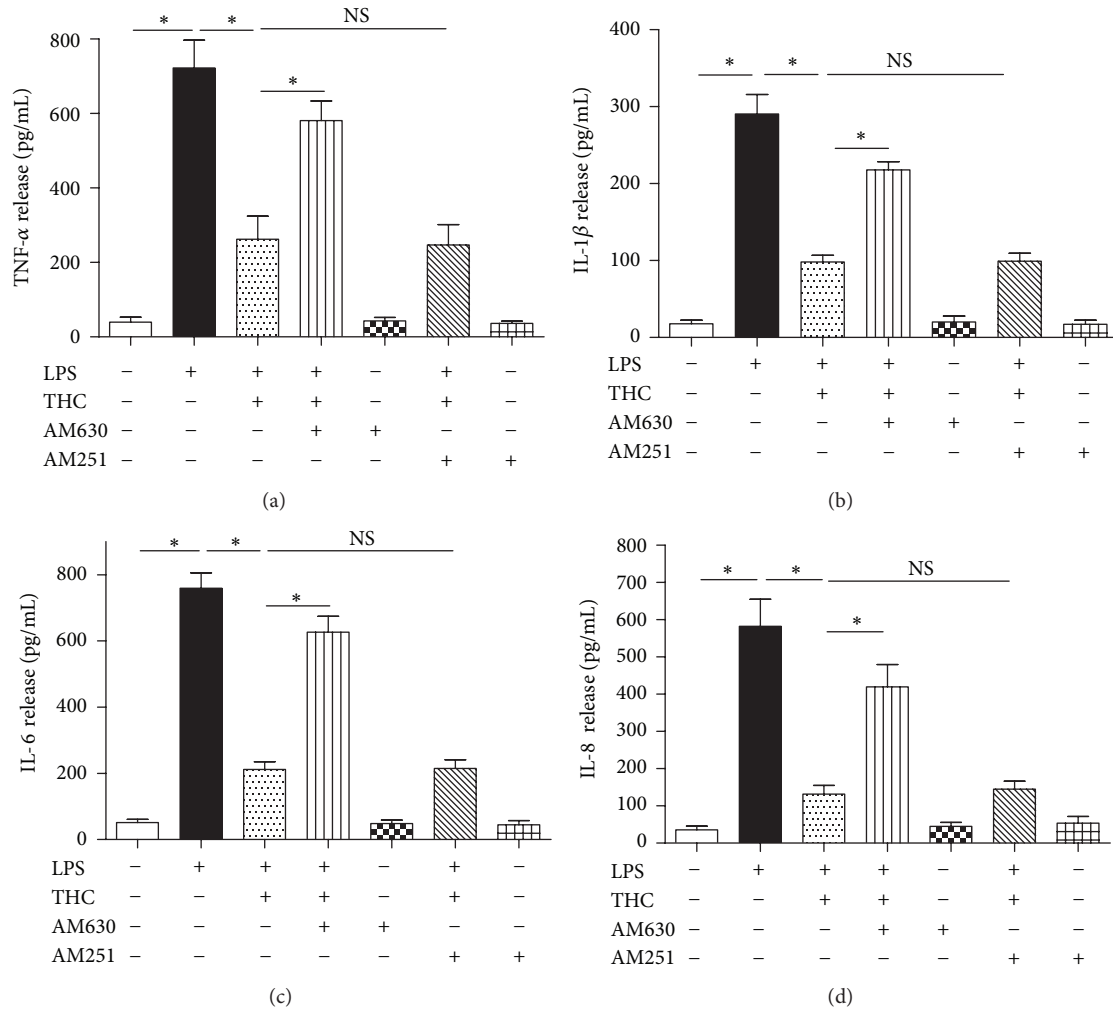 * * NS
*
800
600
400
200
0
TNF-α release (pg/mL)
LPS − + + + − + −
THC − − + + − + −
AM630 − − − + + − −
AM251 − − − − − + +
(a)
* * NS
*
400
300
200
100
0
IL-1β release (pg/mL)
LPS − + + + − + −
THC − − + + − + −
AM630 − − − + + − −
AM251 − − − − − + +
(b)
* * NS
*
800
600
400
200
0
IL-6 release (pg/mL)
LPS − + + + − + −
THC − − + + − + −
AM630 − − − + + − −
AM251 − − − − − + +
(c)
* * NS
*
800
700
600
500
400
300
200
100
0
IL-8 release (pg/mL)
LPS − + + + − + −
THC − − + + − + −
AM630 − − − + + − −
AM251 − − − − − + +
(d)